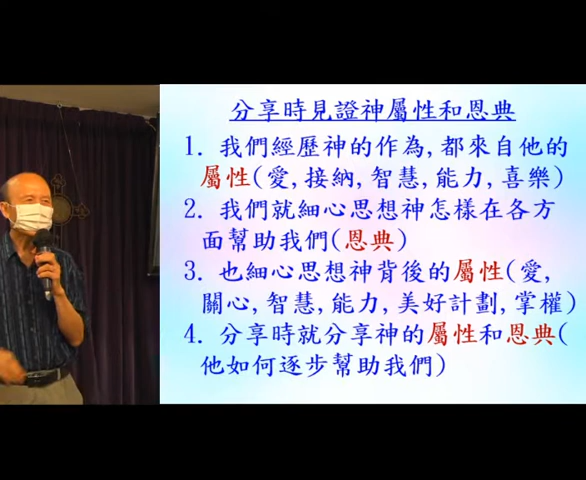 分享時見證神屬性和恩典
1. 我們經歷神的作為,都來自他的
屬性(愛,接納,智慧,能力,喜樂)
2. 我們就細心思想神怎樣在各方
面幫助我們(恩典)
3. 也細心思想神背後的屬性(愛,
關心,智慧,能力,美好計劃,掌權)
4. 分享時就分享神的屬性和恩典(
他如何逐步幫助我們)